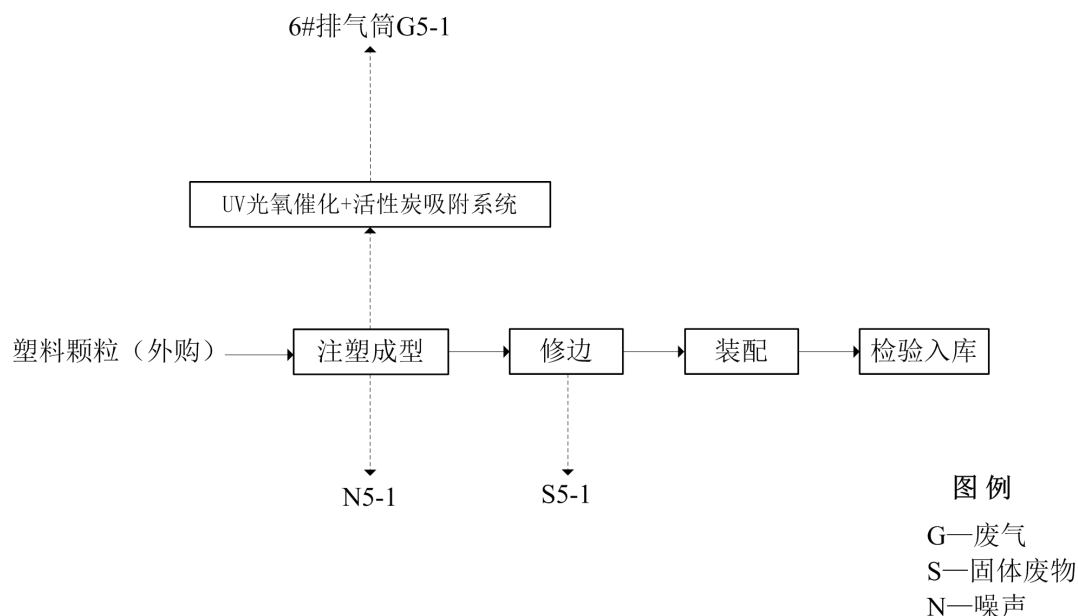 6#排气筒G5-1
UV光氧催化+活性炭吸附系统
塑料颗粒（外购）
注塑成型
修边
装配
检验入库
N5-1
S5-1
图 例
G—废气
S—固体废物
N—噪声